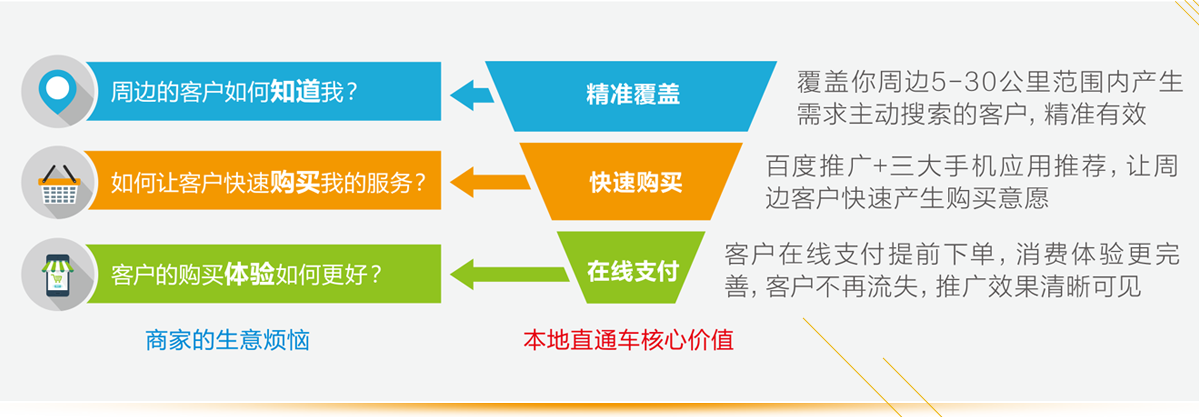 周边的客户如何知道我？
精准覆盖
覆盖你周边5-30公里范围内产生
需求主动搜索的客户，精准有效
如何让客户快速购买我的服务？
快速购买
百度推广+三大手机应用推荐，让周
边客户快速产生购买意愿
客户的购买体验如何更好？
在线支付
客户在线支付提前下单，消费体验更完
善，客户不再流失，推广效果清晰可见
商家的生意烦恼
本地直通车核心价值